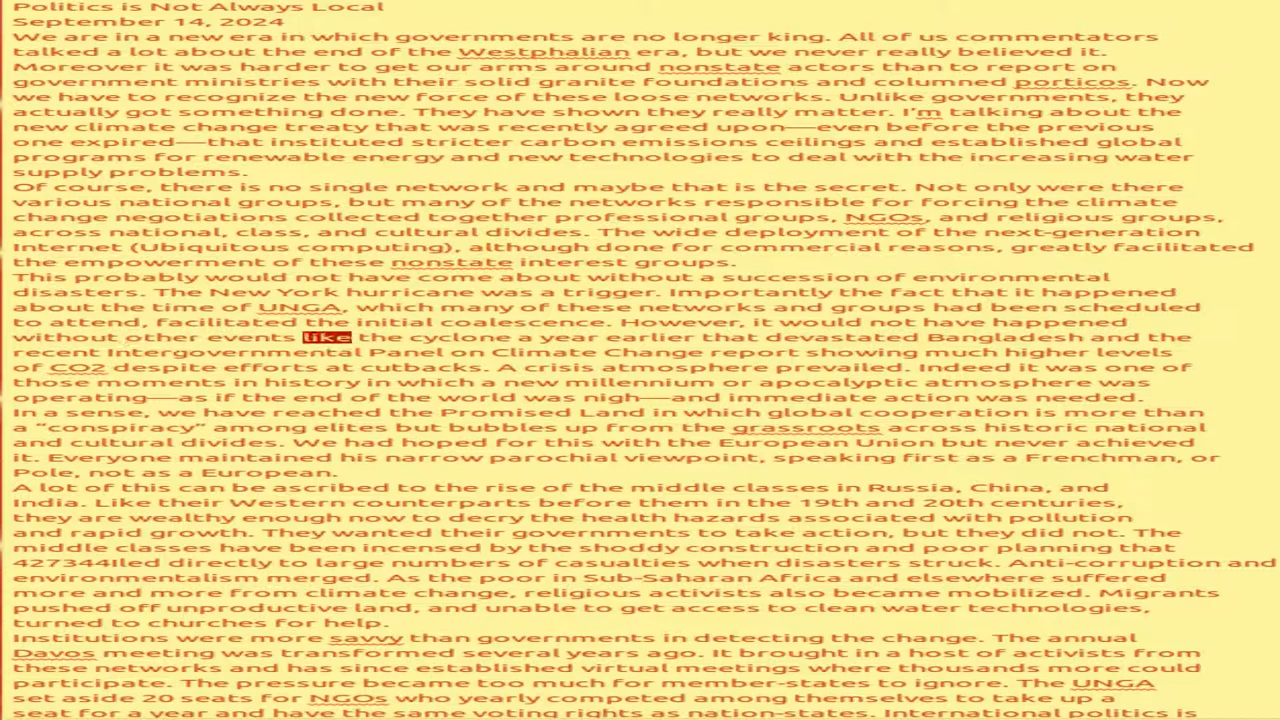 Politics is Not Always Local
September 14, 2024
We are in a new era in which governments are no longer king. All of us commentators
talked a lot about the end of the Westphalian era, but we never really believed it.
Moreover it was harder to get our arms around nonstate actors than to report on
government ministries with their solid granite foundations and columned porticos. Now
we have to recognize the new force of these loose networks. Unlike governments, they
actually got something done. They have shown they really matter. I'm talking about the
new climate change treaty that was recently agreed upon—even before the previous
one expired—that instituted stricter carbon emissions ceilings and established global
programs for renewable energy and new technologies to deal with the increasing water
supply problems.
Of course, there is no single network and maybe that is the secret. Not only were there
various national groups, but many of the networks responsible for forcing the climate
change negotiations collected together professional groups, NGOs, and religious groups,
across national, class, and cultural divides. The wide deployment of the next-generation
Internet (Ubiquitous computing), although done for commercial reasons, greatly facilitated
the empowerment of these nonstate interest groups.
This probably would not have come about without a succession of environmental
disasters. The New York hurricane was a trigger. Importantly the fact that it happened
about the time of UNGA, which many of these networks and groups had been scheduled
to attend, facilitated the initial coalescence. However, it would not have happened
without other events like the cyclone a year earlier that devastated Bangladesh and the
recent Intergovernmental Panel on Climate Change report showing much higher levels
of CO2 despite efforts at cutbacks. A crisis atmosphere prevailed. Indeed it was one of
those moments in history in which a new millennium or apocalyptic atmosphere was
operating—as if the end of the world was nigh—and immediate action was needed.
In a sense, we have reached the Promised Land in which global cooperation is more than
a “conspiracy” among elites but bubbles up from the grassroots across historic national
and cultural divides. We had hoped for this with the European Union but never achieved
it. Everyone maintained his narrow parochial viewpoint, speaking first as a Frenchman, or
Pole, not as a European.
A lot of this can be ascribed to the rise of the middle classes in Russia, China, and
India. Like their Western counterparts before them in the 19th and 20th centuries,
they are wealthy enough now to decry the health hazards associated with pollution
and rapid growth. They wanted their governments to take action, but they did not. The
middle classes have been incensed by the shoddy construction and poor planning that
427344lled directly to large numbers of casualties when disasters struck. Anti-corruption and
environmentalism merged. As the poor in Sub-Saharan Africa and elsewhere suffered
more and more from climate change, religious activists also became mobilized. Migrants
pushed off unproductive land, and unable to get access to clean water technologies,
turned to churches for help.
Institutions were more savvy than governments in detecting the change. The annual
Davos meeting was transformed several years ago. It brought in a host of activists from
these networks and has since established virtual meetings where thousands more could
participate. The pressure became too much for member-states to ignore. The UNGA
set aside 20 seats for NGOs who yearly competed among themselves to take up a
seat for a year and have the same voting rights as nation-states. International politics is